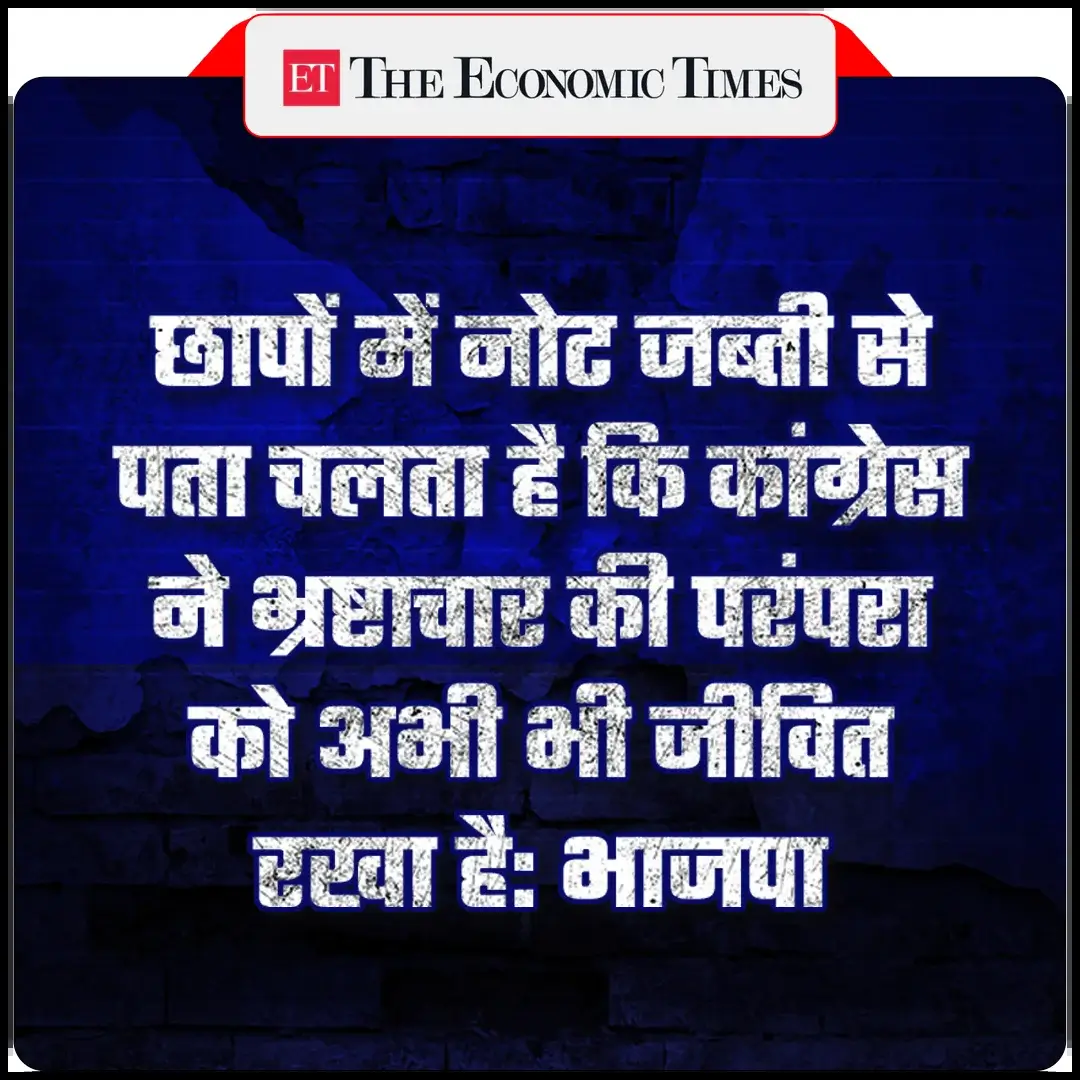 ET THE ECONOMIC TIMES
छापों में नोट जब्ती से
पता चलता है कि कांग्रेस
ने भ्रष्टाचार की परंपरा
को अभी भी जीवित
रखा है: भाजपा